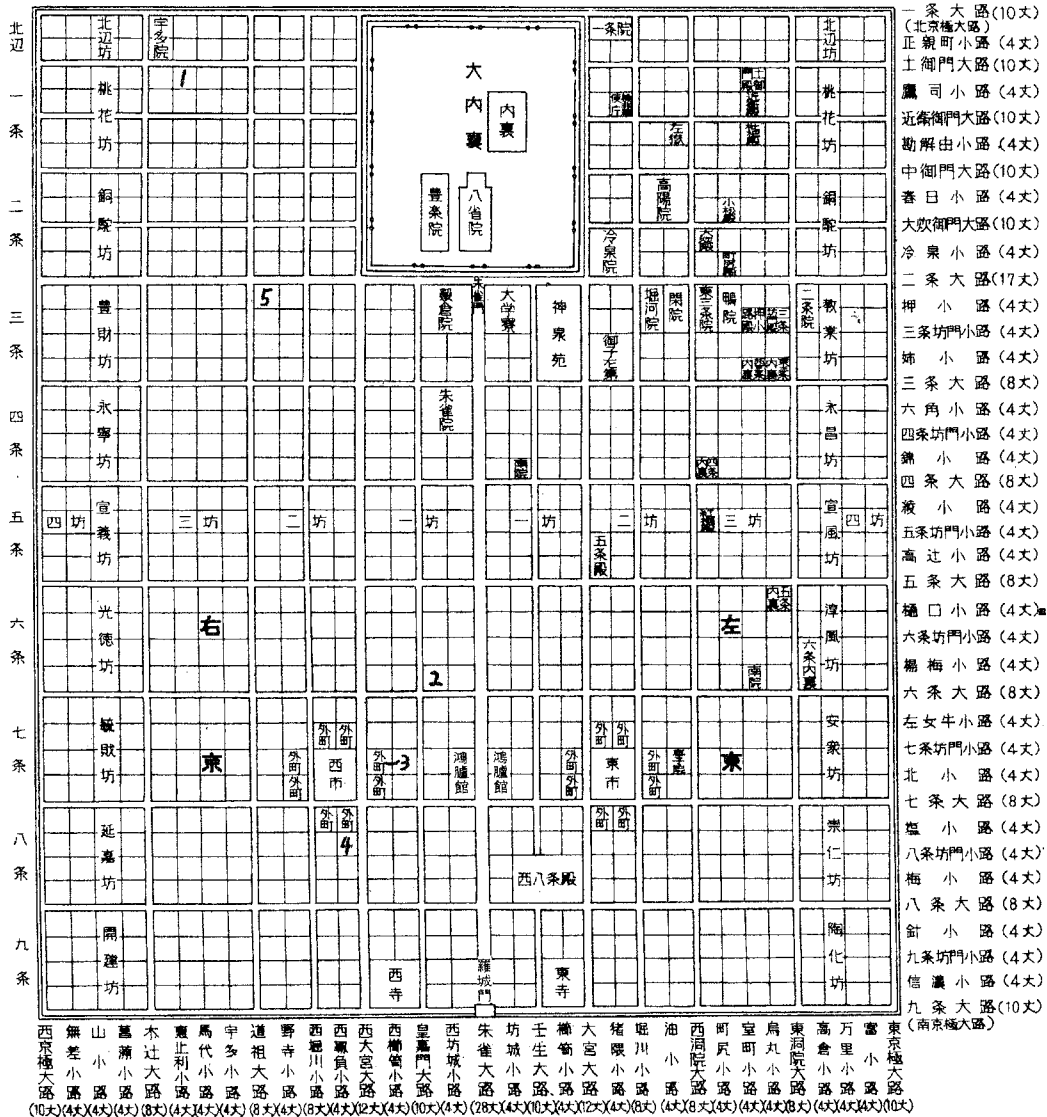 一条大路(10丈)
(北京極大路)
正親町小路(4丈)
土御門大路(10丈)
鷹司小路(4丈)
近衛御門大路(10丈)
勘解由小路(4丈)
中御門大路(10丈)
春日小路(4丈)
大炊御門大路(10丈)
冷泉小路(4丈)
二条大路(17丈)
押小路(4丈)
三条坊門小路(4丈)
姉小路(4丈)
三条大路(8丈)
六角小路(4丈)
四条坊門小路(4丈)
錦小路(4丈)
四条大路(8丈)
綾小路(4丈)
五条坊門小路(4丈)
高辻小路(4丈)
五条大路(8丈)
樋口小路(4丈)
六条坊門小路(4丈)
楊梅小路(4丈)
六条大路(8丈)
左女牛小路(4丈)
七条坊門小路(4丈)
北小路(4丈)
七条大路(8丈)
塩小路(4丈)
八条坊門小路(4丈)
梅小路(4丈)
八条大路(8丈)
針小路(4丈)
九条坊門小路(4丈)
信濃小路(4丈)
九条大路(10丈)
(南京極大路)
北辺
一条
二条
三条
四条
五条
六条
七条
八条
九条
北辺坊
宇多院
1
桃花坊
銅駝坊
豊財坊
5
永寧坊
宣義坊
光徳坊
右
2
毓財坊
京
延嘉坊
開建坊
大内裏
内裏
豊楽院
八省院
朱雀門
穀倉院
大学寮
神泉苑
朱雀院
四坊
三坊
二坊
一坊
一坊
二坊
三坊
四坊
外町
外町
外町
外町
西市
外町
外町
3
外町
外町
4
鴻臚館
鴻臚館
外町
外町
外町
外町
東市
外町
外町
外町
外町
西八条殿
西寺
羅城門
東寺
一条院
北辺坊
左獄
桃花坊
高陽院
冷泉院
銅駝坊
堀河院
閑院
東三条院
鴨院
二条院
教業坊
永昌坊
五条殿
宣風坊
左
六条内裏
淳風坊
京
安衆坊
崇仁坊
陶化坊
西京極大路(10丈)
無差小路(4丈)
山小路(4丈)
菖蒲小路(4丈)
木辻大路(8丈)
恵止利小路(4丈)
馬代小路(4丈)
宇多小路(4丈)
道祖大路(8丈)
野寺小路(4丈)
西堀川小路(8丈)
西靱負小路(4丈)
西大宮大路(12丈)
西櫛笥小路(4丈)
皇嘉門大路(10丈)
西坊城小路(4丈)
朱雀大路(28丈)
坊城小路(4丈)
壬生大路(10丈)
櫛笥小路(4丈)
大宮大路(12丈)
猪隈小路(4丈)
堀川小路(8丈)
油小路(4丈)
西洞院大路(8丈)
町尻小路(4丈)
室町小路(4丈)
烏丸小路(4丈)
東洞院大路(8丈)
高倉小路(4丈)
万里小路(4丈)
富小路(4丈)
東京極大路(10丈)